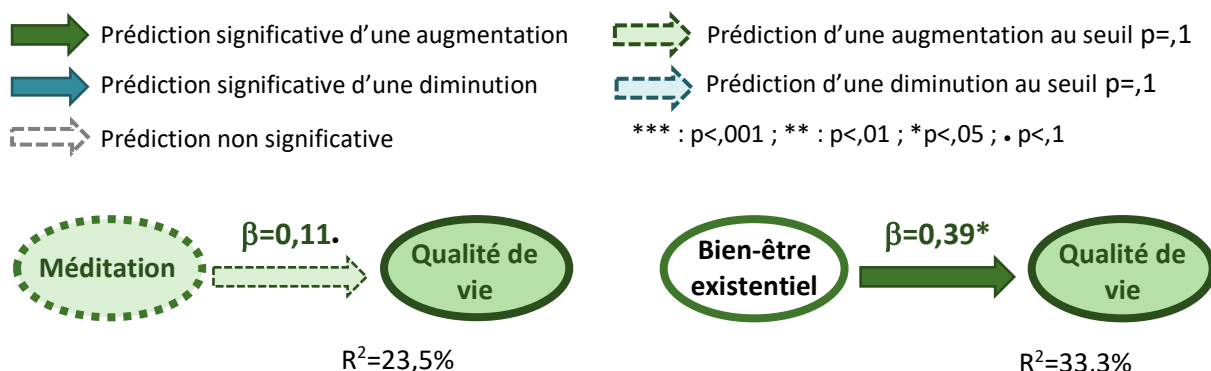 Prédiction significative d'une augmentation
Prédiction d'une augmentation au seuil p=,1
Prédiction significative d'une diminution
Prédiction d'une diminution au seuil p=,1
Prédiction non significative
*** : p<,001 ; ** : p<,01 ; *p<,05 ; • p<,1
Méditation
β=0,11•
Qualité de
vie
R²=23,5%
Bien-être
existentiel
β=0,39*
Qualité de
vie
R²=33,3%